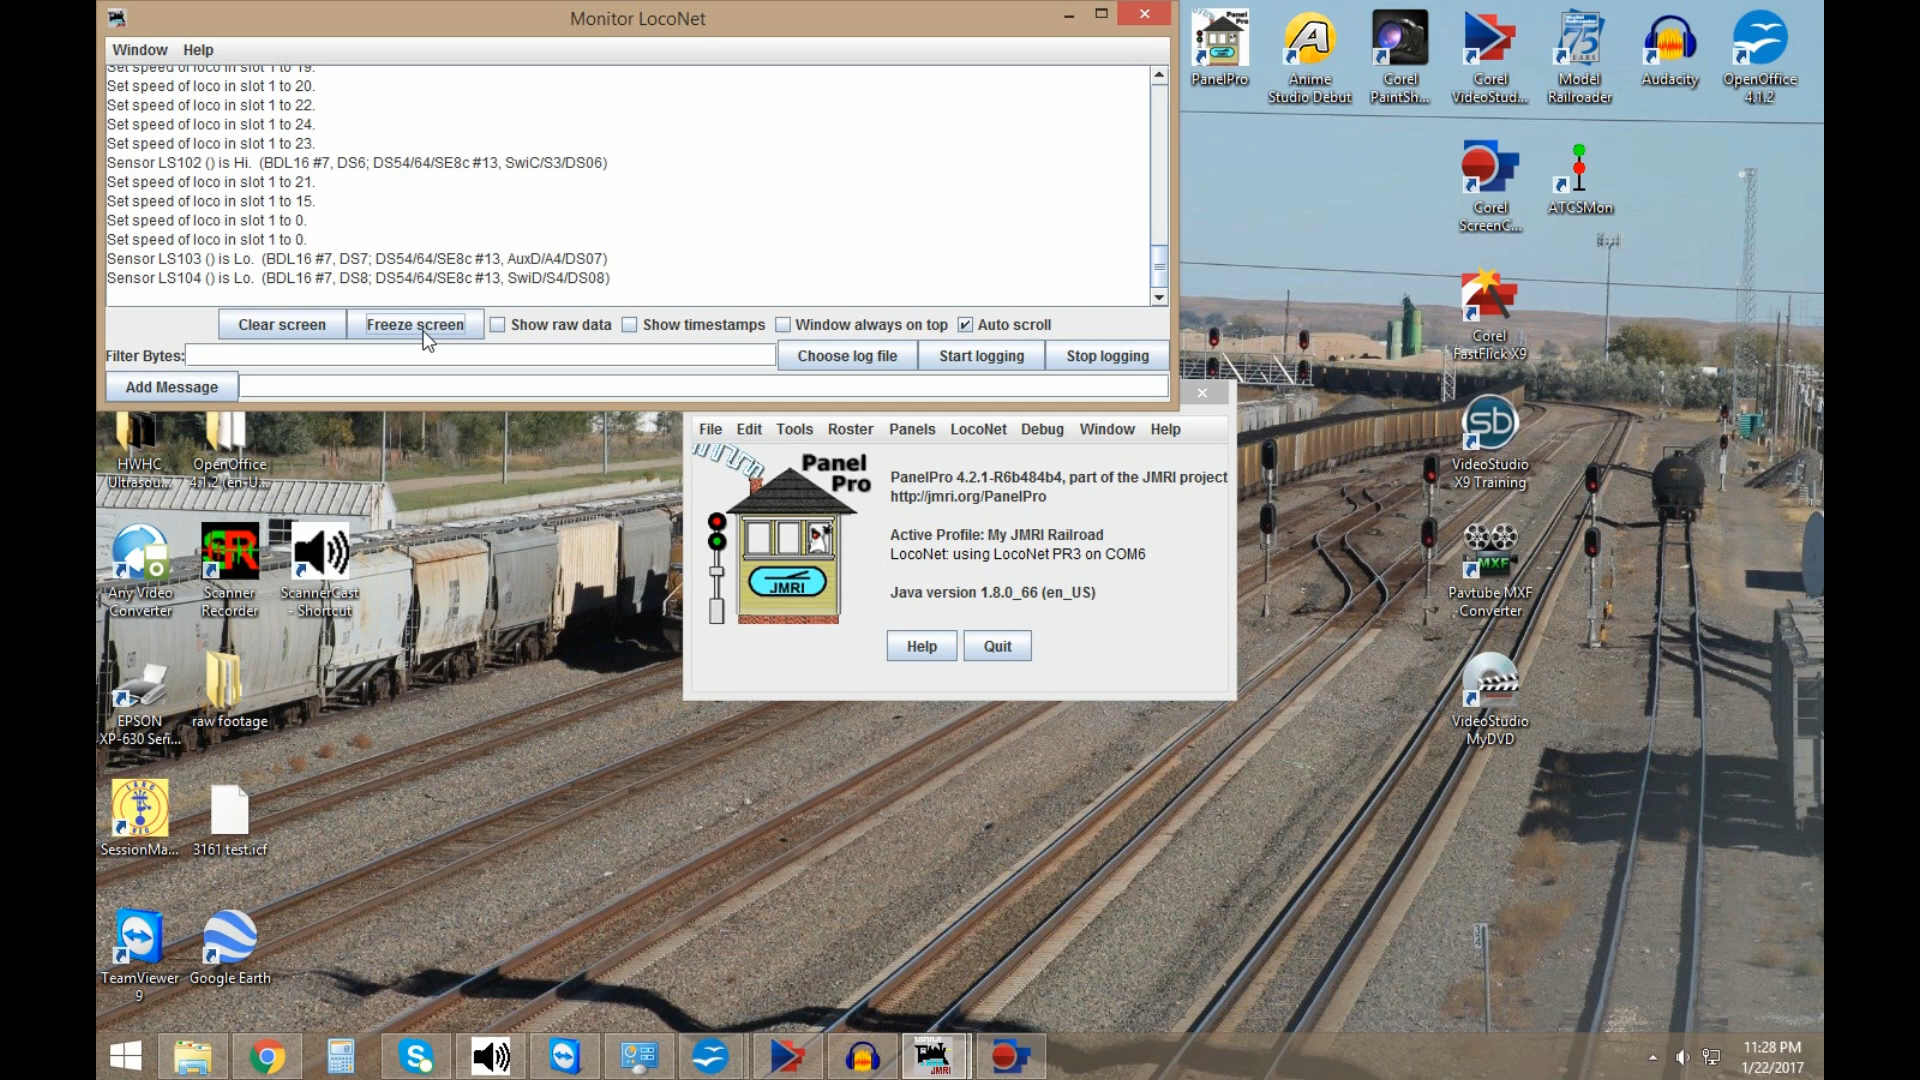 Monitor LocoNet
Window Help
Set speed of loco in slot 1 to 19.
Set speed of loco in slot 1 to 20.
Set speed of loco in slot 1 to 22.
Set speed of loco in slot 1 to 24.
Set speed of loco in slot 1 to 23.
Sensor LS102 () is Hi. (BDL16 #7, DS6; DS54/64/SE8c #13, SwiC/S3/DS06)
Set speed of loco in slot 1 to 21.
Set speed of loco in slot 1 to 15.
Set speed of loco in slot 1 to 0.
Set speed of loco in slot 1 to 0.
Sensor LS103 () is Lo. (BDL16 #7, DS7; DS54/64/SE8c #13, AuxD/A4/DS07)
Sensor LS104 () is Lo. (BDL16 #7, DS8; DS54/64/SE8c #13, SwiD/S4/DS08)
Clear screen Freeze screen Show raw data Show timestamps Window always on top Auto scroll
Filter Bytes: Choose log file Start logging Stop logging
Add Message
File Edit Tools Roster Panels LocoNet Debug Window Help
Panel
Pro
JMRI
PanelPro 4.2.1-R6b484b4, part of the JMRI project
http://jmri.org/PanelPro
Active Profile: My JMRI Railroad
LocoNet: using LocoNet PR3 on COM6
Java version 1.8.0_66 (en_US)
Help Quit
PanelPro
Anime
Studio Debut
Corel
PaintSh...
Corel
VideoStud...
Model
Railroader
Audacity
OpenOffice
4.1.2
Corel
ScreenC...
ATCSMon
Corel
FastFlick X9
VideoStudio
X9 Training
Pavtube MXF
Converter
VideoStudio
MyDVD
HWHC
Ultrasou...
OpenOffice
4.1.2 (en-U...
Any Video
Converter
Scanner
Recorder
ScannerCast
- Shortcut
EPSON
XP-630 Seri...
raw footage
SessionMa...
3161 test.icf
TeamViewer
9
Google Earth
11:28 PM
1/22/2017